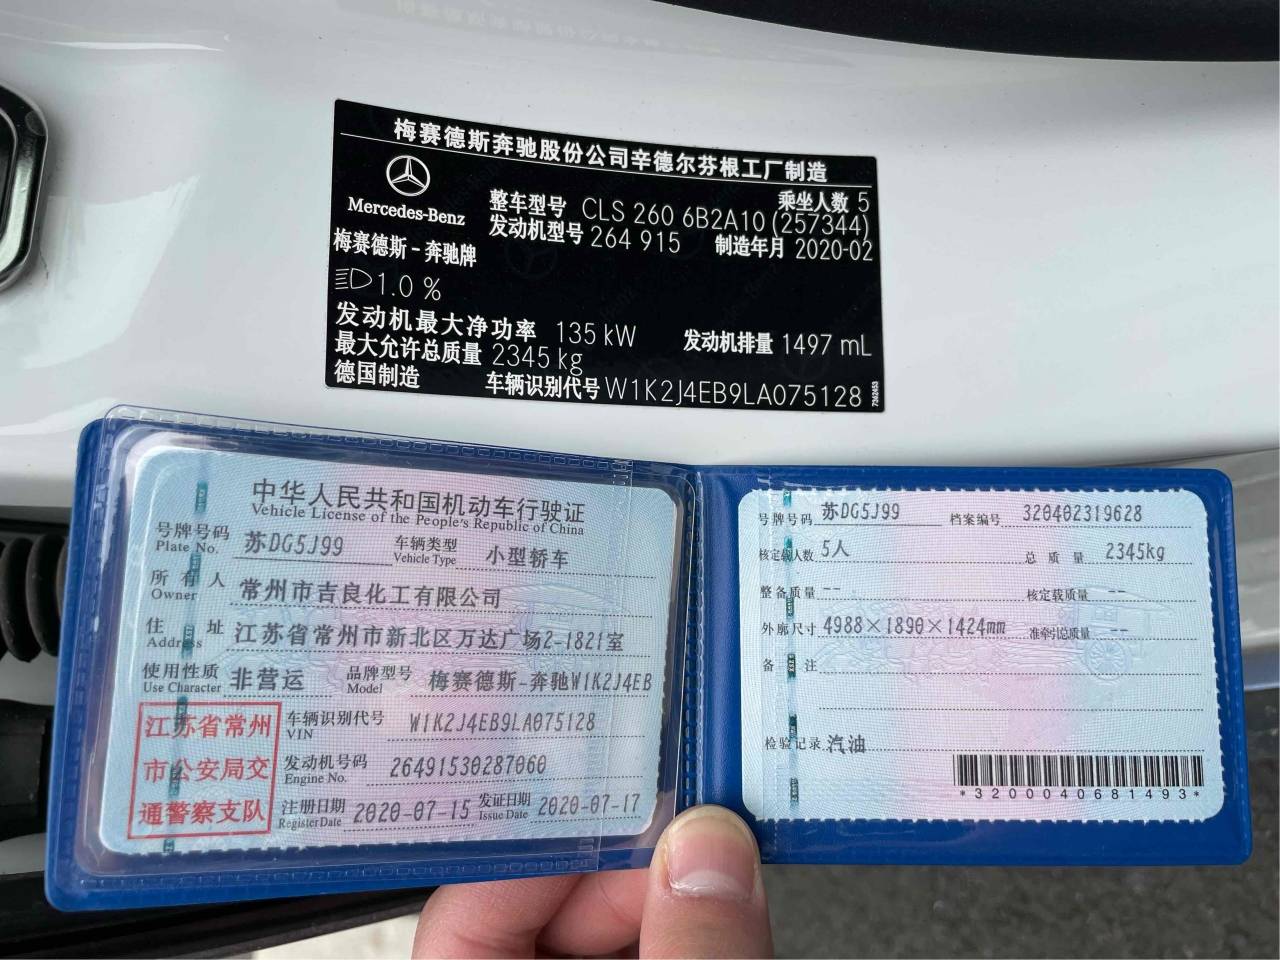 梅赛德斯奔驰股份公司辛德尔芬根工厂制造
乘坐人数 5
Mercedes-Benz
整车型号 CLS 260 6B2A10 (257344)
发动机型号 264 915 制造年月 2020-02
梅赛德斯-奔驰牌
1.0 %
发动机最大净功率 135 kW 发动机排量 1497 mL
最大允许总质量 2345 kg
德国制造 车辆识别代号 W1K2J4EB9LA075128
中华人民共和国机动车行驶证
Vehicle License of the People's Republic of China
号牌号码 苏DG5J99 车辆类型 小型轿车
Plate No. Vehicle Type
所有人 常州市吉良化工有限公司
Owner
住址 江苏省常州市新北区万达广场2-1821室
Address
使用性质 非营运 品牌型号 梅赛德斯-奔驰W1K2J4EB
Use Character Model
江苏省常州
市公安局交
通警察支队
车辆识别代号 W1K2J4EB9LA075128
VIN
发动机号码 26491530287060
Engine No.
注册日期 2020-07-15 发证日期 2020-07-17
Register Date Issue Date
号牌号码 苏DG5J99 档案编号 320402319628
核定载人数 5人 总质量 2345kg
整备质量 -- 核定载质量 --
外廓尺寸 4988×1890×1424mm 准牵引总质量 --
备注
检验记录 汽油
*3200040681493*